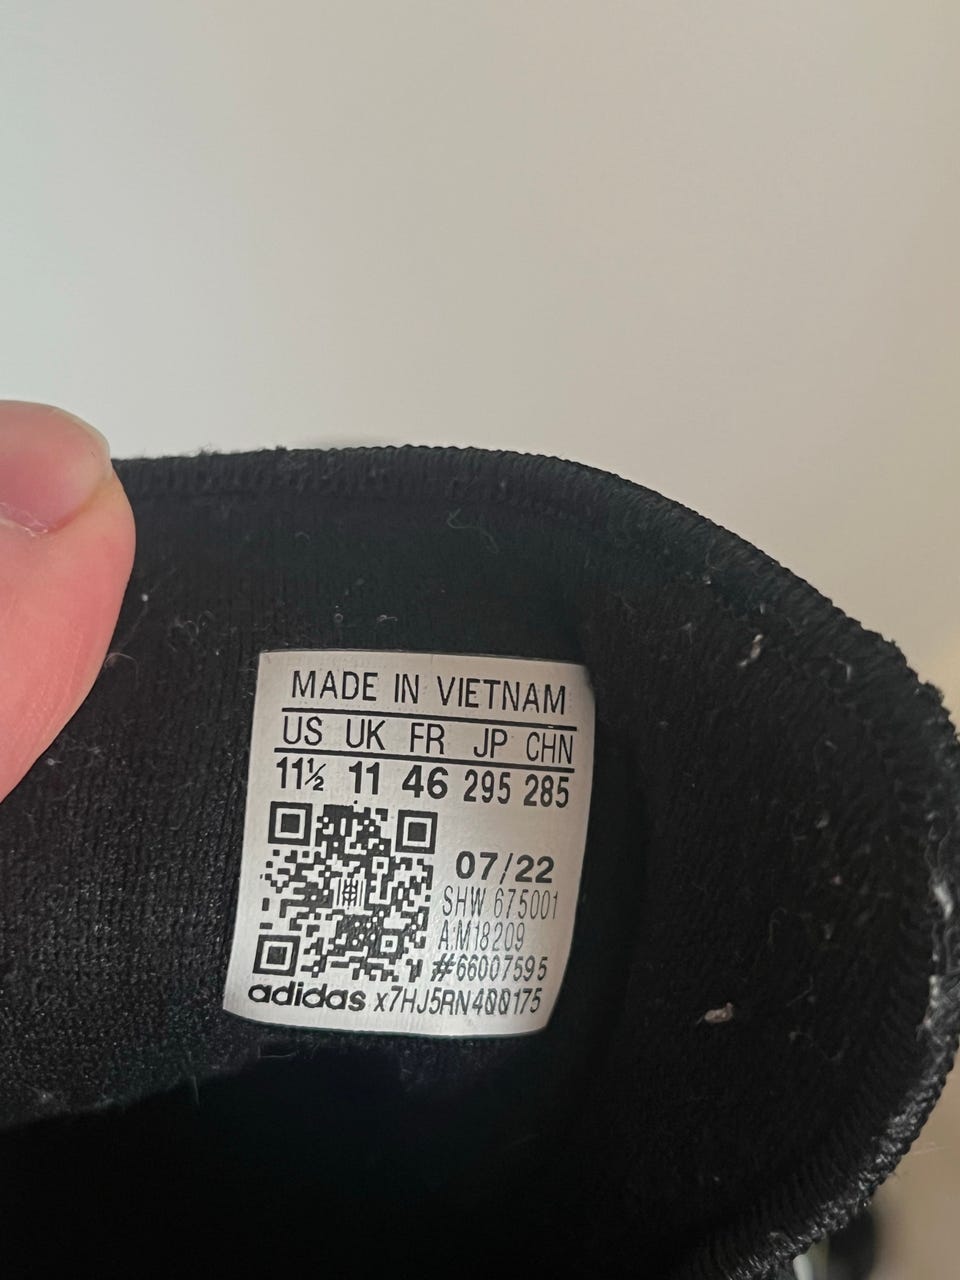 MADE IN VIETNAM
US UK FR JP CHN
11½ 11 46 295 285
07/22
SHW 675001
A:M18209
#66007595
adidas x7HJ5RN400175